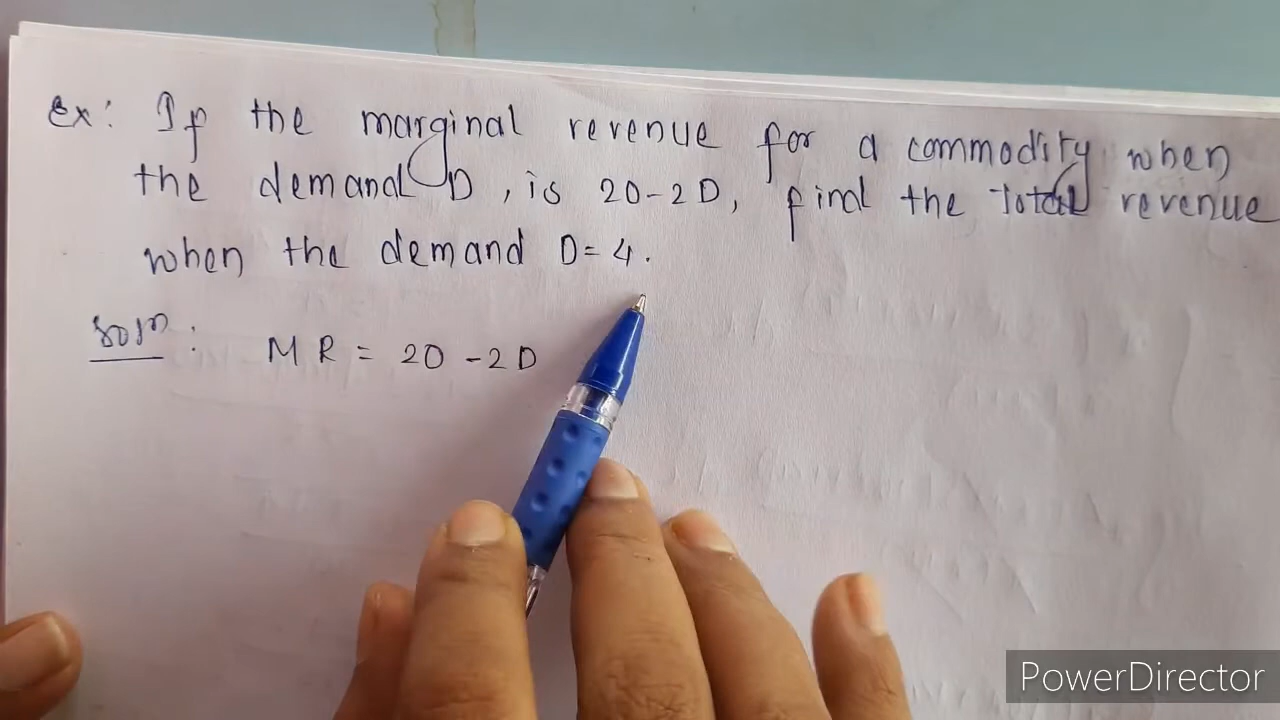 Ex: If the marginal revenue for a commodity when
the demand D, is 20-2D, find the Total revenue
when the demand D=4.
Soln: MR = 20 -2D
PowerDirector